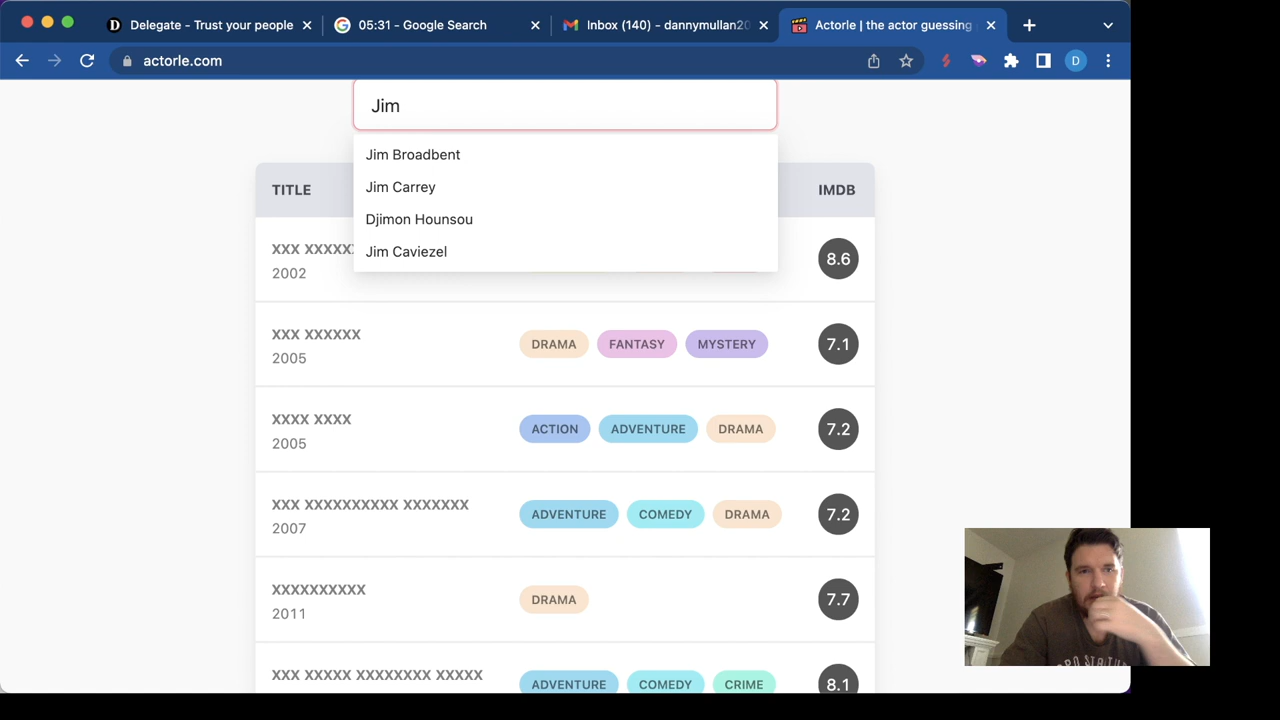 Delegate - Trust your people
05:31 - Google Search
Inbox (140) - dannymullan20
Actorle | the actor guessing
actorle.com
D
Jim
Jim Broadbent
Jim Carrey
Djimon Hounsou
Jim Caviezel
TITLE
IMDB
XXX XXXXX
2002
8.6
XXX XXXXXX
2005
DRAMA FANTASY MYSTERY
7.1
XXXX XXXX
2005
ACTION ADVENTURE DRAMA
7.2
XXX XXXXXXXXXX XXXXXXX
2007
ADVENTURE COMEDY DRAMA
7.2
XXXXXXXXXX
2011
DRAMA
7.7
XXX XXXXX XXXXXXXX XXXXX
ADVENTURE COMEDY CRIME
8.1